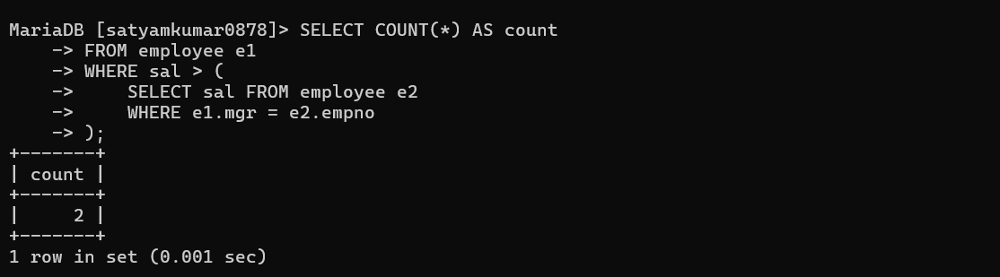 MariaDB [satyamkumar0878]> SELECT COUNT(*) AS count
    -> FROM employee e1
    -> WHERE sal > (
    ->     SELECT sal FROM employee e2
    ->     WHERE e1.mgr = e2.empno
    -> );
+-------+
| count |
+-------+
|     2 |
+-------+
1 row in set (0.001 sec)